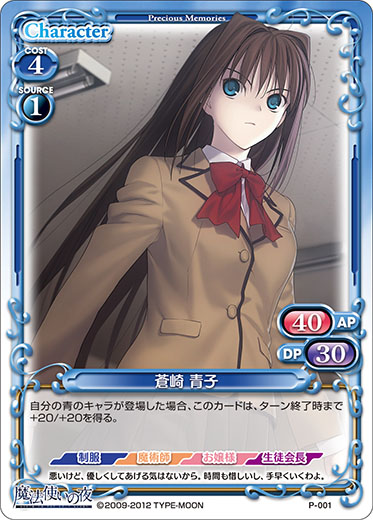 Precious Memories
Character
COST
4
SOURCE
1
40 AP
DP 30
蒼崎 青子
自分の青のキャラが登場した場合、このカードは、ターン終了時まで
+20/+20を得る。
制服 魔術師 お嬢様 生徒会長
悪いけど、優しくしてあげる気はないから。時間も惜しいし、手早くいくわよ。
魔法使いの夜
©2009-2012 TYPE-MOON
P-001